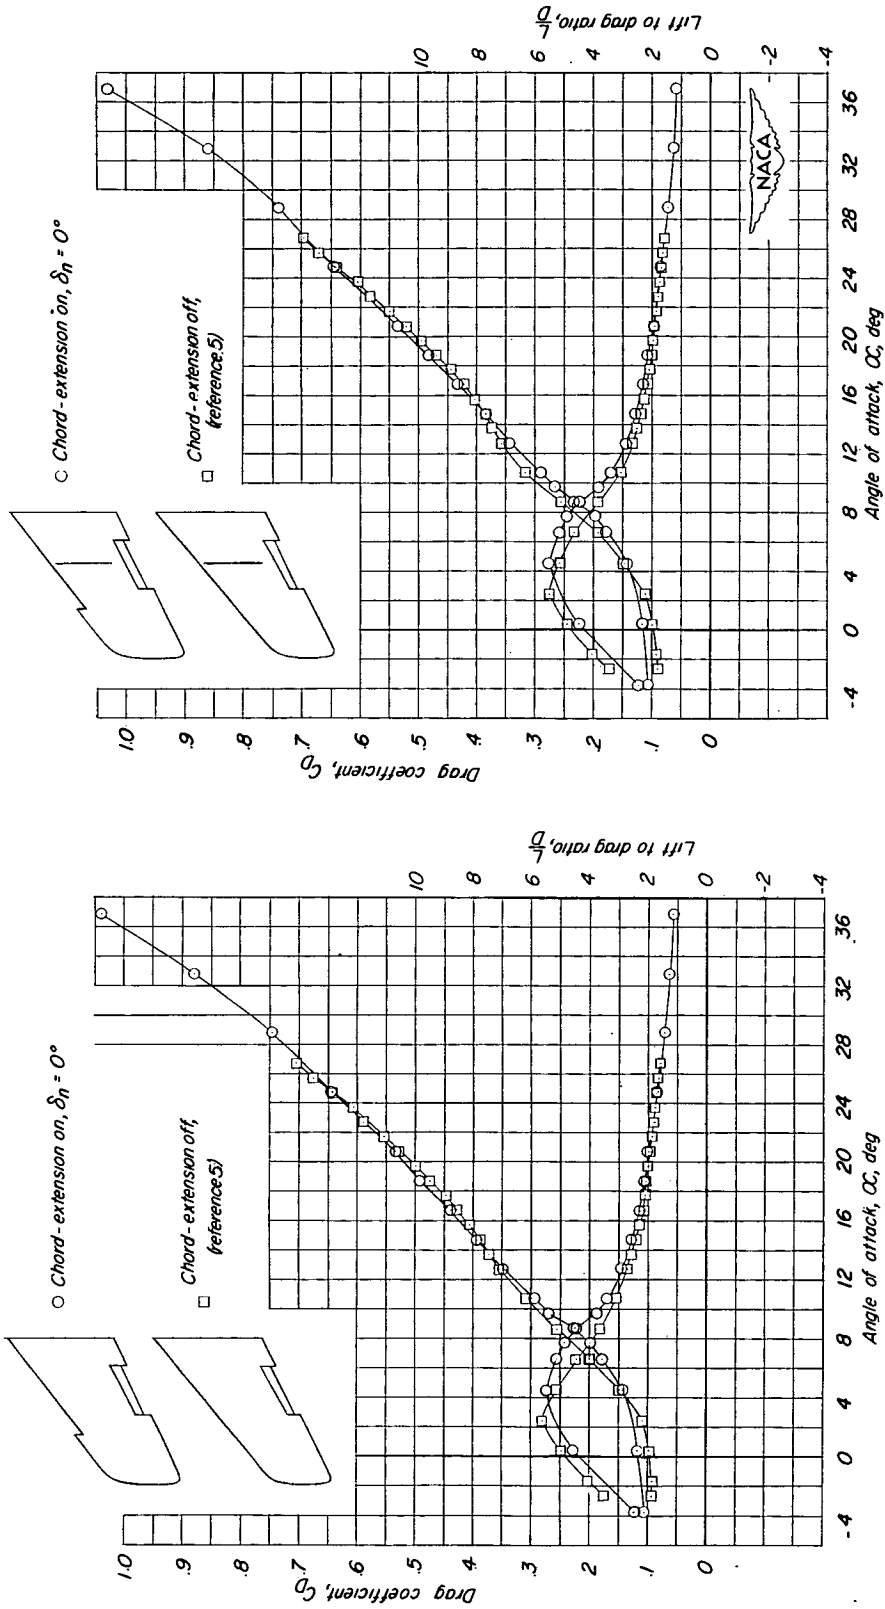 Chord-extension on, δn = 0°
Chord-extension off,
(reference 5)
Drag coefficient, CD
1.0
.9
.8
.7
.6
.5
.4
.3
.2
.1
0
Lift to drag ratio, L/D
10
8
6
4
2
0
-2
-4
-4 0 4 8 12 16 20 24 28 32 36
Angle of attack, α, deg
Chord-extension on, δn = 0°
Chord-extension off,
(reference 5)
Drag coefficient, CD
1.0
.9
.8
.7
.6
.5
.4
.3
.2
.1
0
Lift to drag ratio, L/D
10
8
6
4
2
0
-2
-4
-4 0 4 8 12 16 20 24 28 32 36
Angle of attack, α, deg
NACA